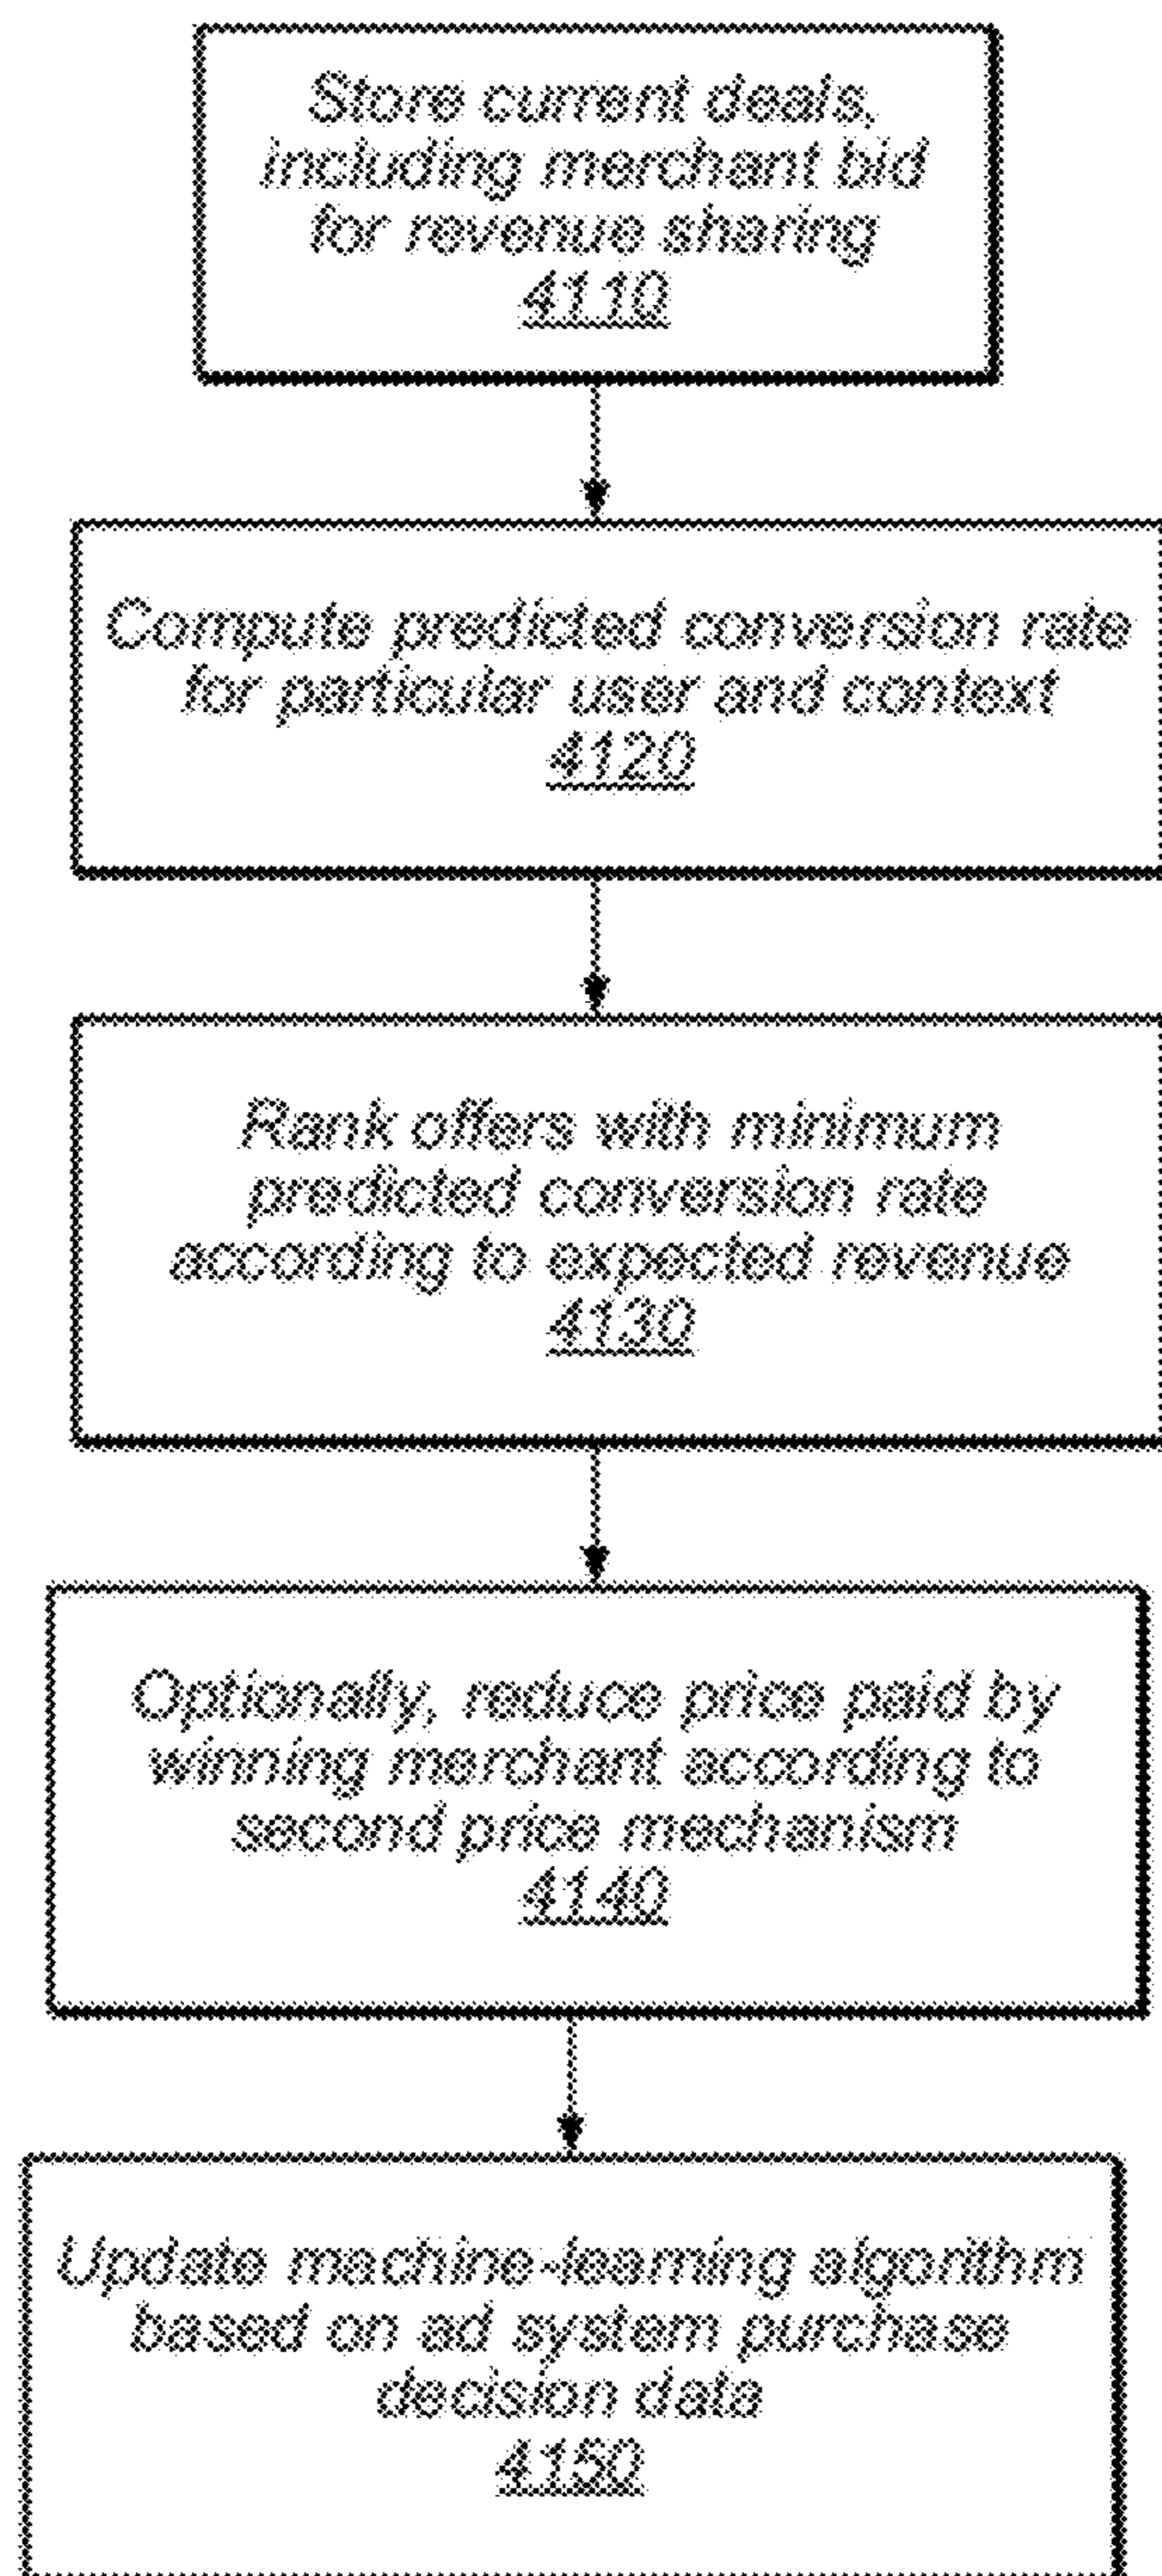 Store current deals,
including merchant bid
for revenue sharing
4110
Compute predicted conversion rate
for particular user and context
4120
Rank offers with minimum
predicted conversion rate
according to expected revenue
4130
Optionally, reduce price paid by
winning merchant according to
second price mechanism
4140
Update machine-learning algorithm
based on ad system purchase
decision data
4150